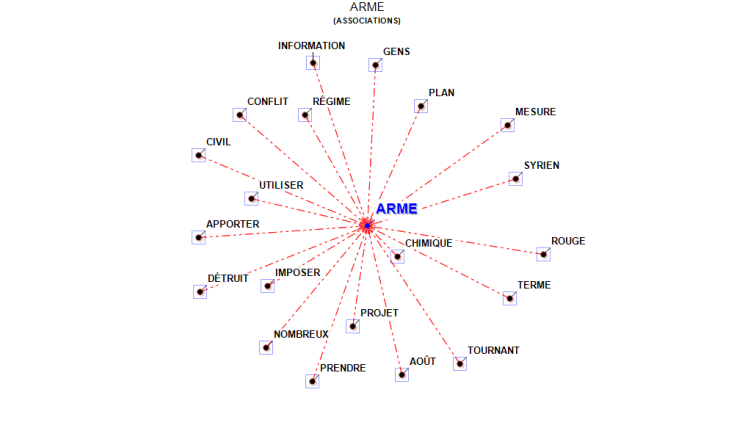 ARME
(ASSOCIATIONS)
INFORMATION
GENS
PLAN
CONFLIT
RÉGIME
MESURE
CIVIL
SYRIEN
UTILISER
ARME
APPORTER
CHIMIQUE
ROUGE
DÉTRUIT
IMPOSER
TERME
PROJET
NOMBREUX
TOURNANT
PRENDRE
AOÛT